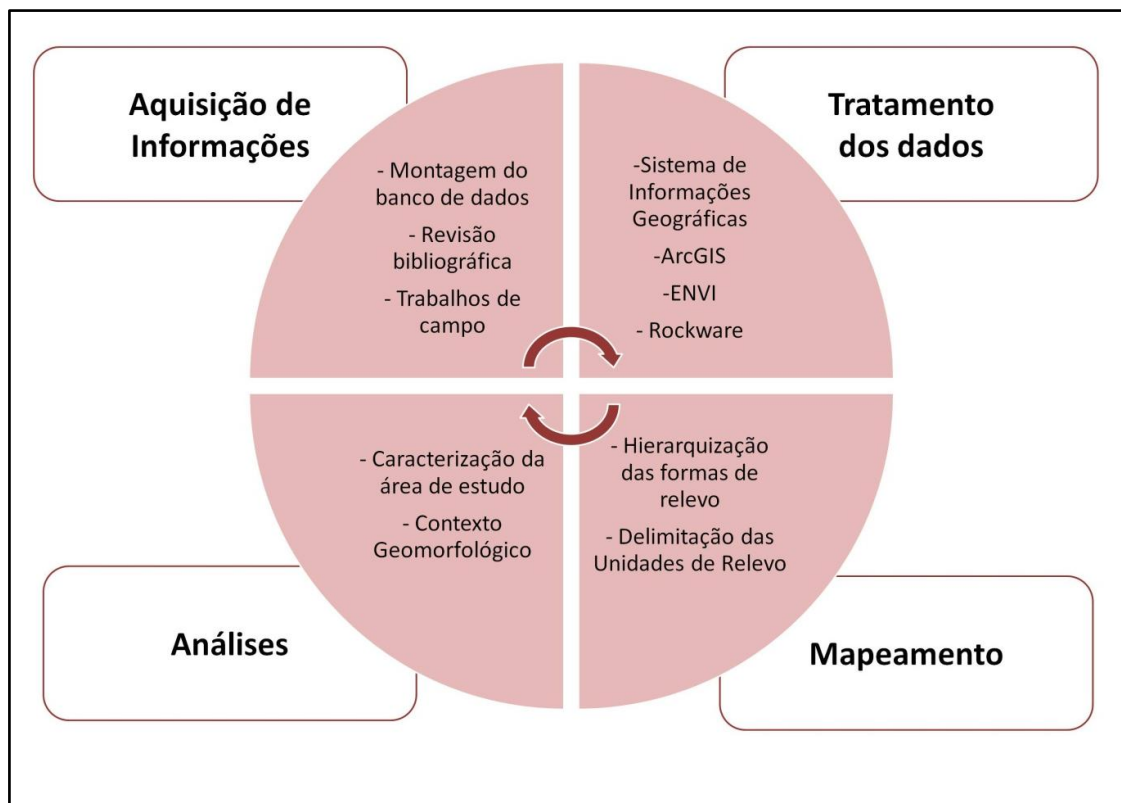 Aquisição de
Informações
- Montagem do
banco de dados
- Revisão
bibliográfica
- Trabalhos de
campo
Tratamento
dos dados
-Sistema de
Informações
Geográficas
-ArcGIS
-ENVI
- Rockware
Análises
- Caracterização da
área de estudo
- Contexto
Geomorfológico
- Hierarquização
das formas de
relevo
- Delimitação das
Unidades de Relevo
Mapeamento